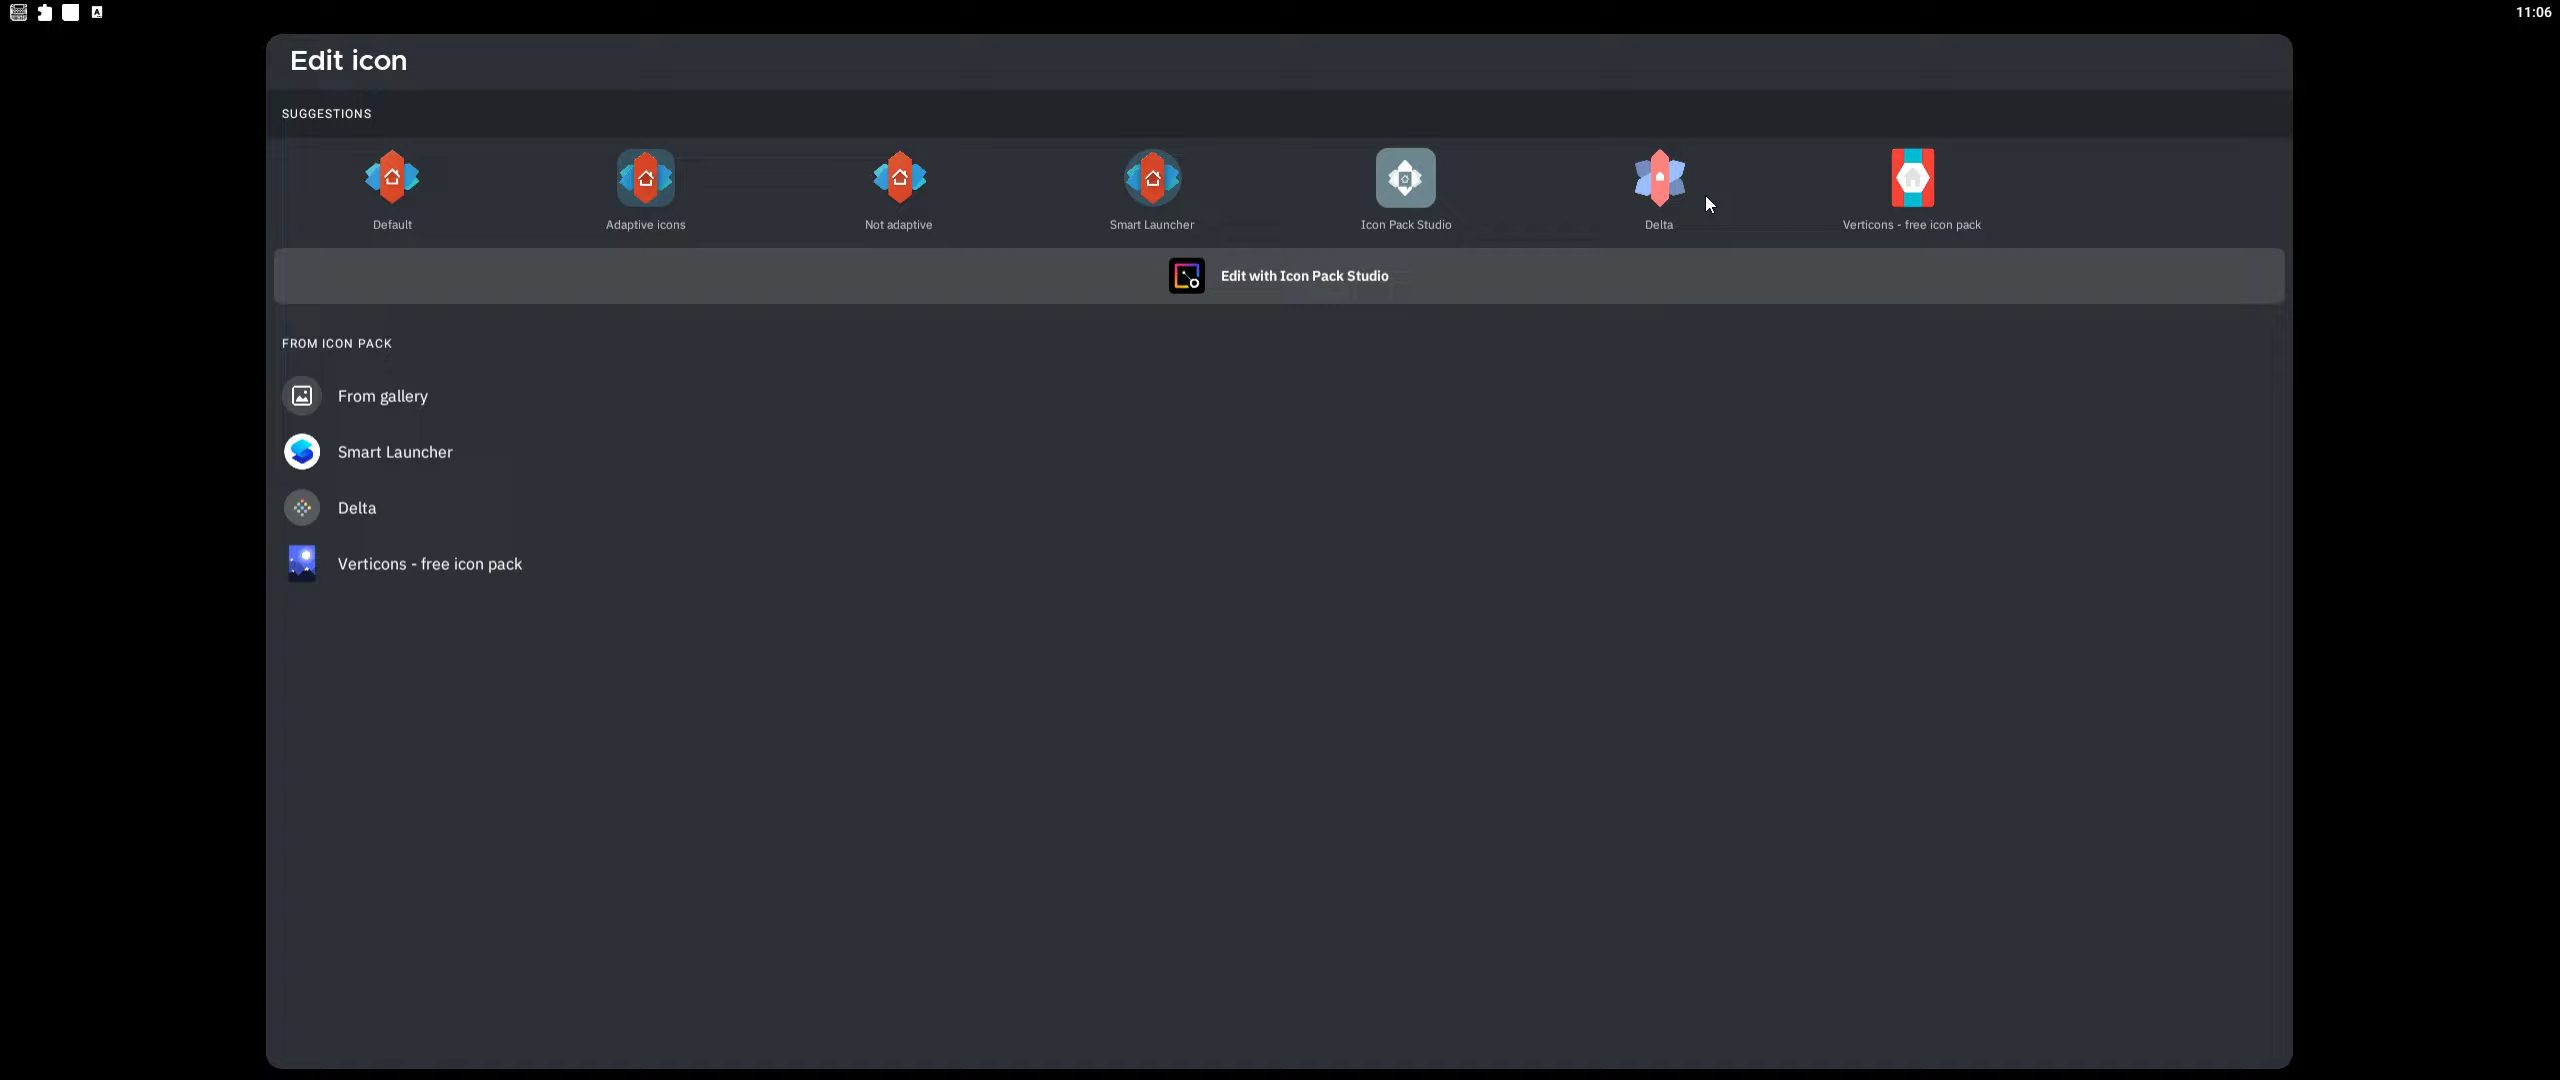 11:06
Edit icon
SUGGESTIONS
Default
Adaptive icons
Not adaptive
Smart Launcher
Icon Pack Studio
Delta
Verticons - free icon pack
Edit with Icon Pack Studio
FROM ICON PACK
From gallery
Smart Launcher
Delta
Verticons - free icon pack